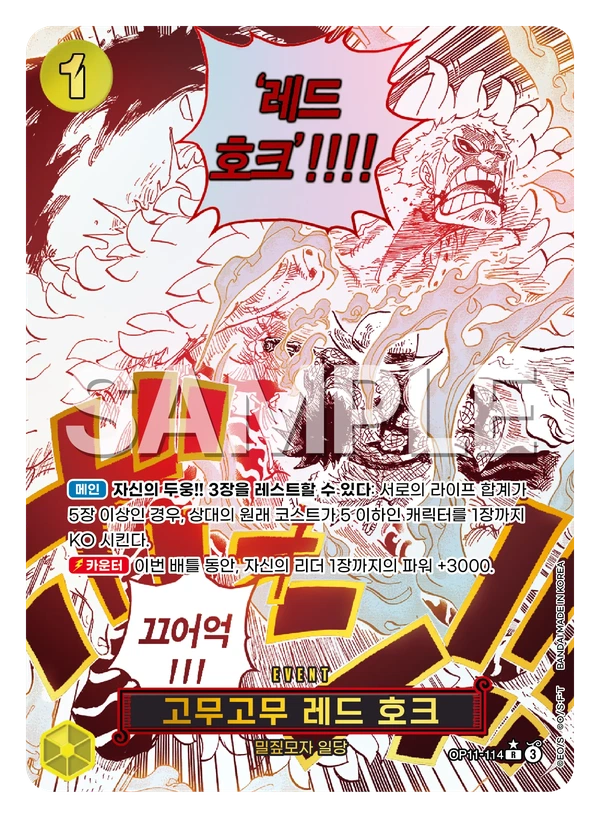 1
'레드
호크'!!!!
SAMPLE
메인 자신의 두웅!! 3장을 레스트할 수 있다: 서로의 라이프 합계가
5장 이상인 경우, 상대의 원래 코스트가 5 이하인 캐릭터를 1장까지
KO 시킨다.
카운터 이번 배틀 동안, 자신의 리더 1장까지의 파워 +3000.
끄어억
!!!
EVENT
고무고무 레드 호크
밀짚모자 일당
OP11-114 R 3
©EO/S ©O/S·F·T BANDAI MADE IN KOREA